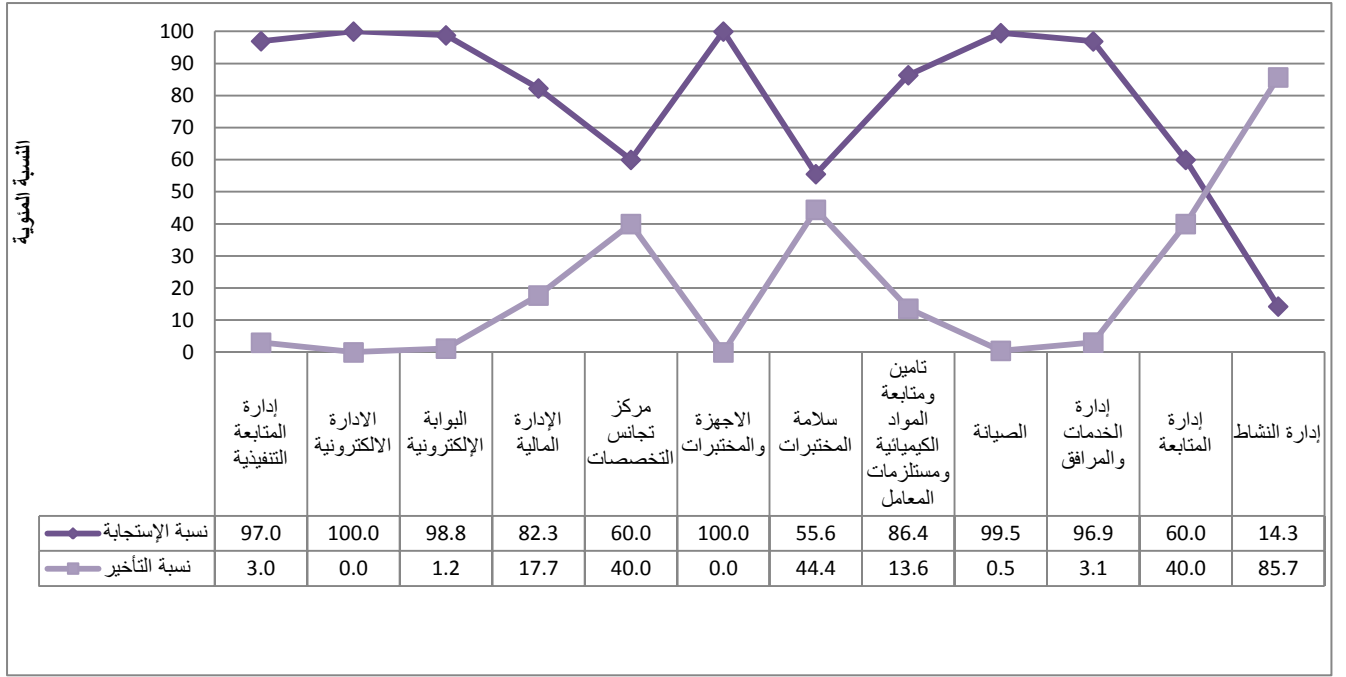 النسبة المئوية
100
90
80
70
60
50
40
30
20
10
0
إدارة
المتابعة
التنفيذية
الادارة
الالكترونية
البوابة
الإلكترونية
الإدارة
المالية
مركز
تجانس
التخصصات
الاجهزة
والمختبرات
سلامة
المختبرات
تامين
ومتابعة
المواد
الكيميائية
ومستلزمات
المعامل
الصيانة
إدارة
الخدمات
والمرافق
إدارة
المتابعة
إدارة النشاط
نسبة الإستجابة 97.0 100.0 98.8 82.3 60.0 100.0 55.6 86.4 99.5 96.9 60.0 14.3
نسبة التأخير 3.0 0.0 1.2 17.7 40.0 0.0 44.4 13.6 0.5 3.1 40.0 85.7